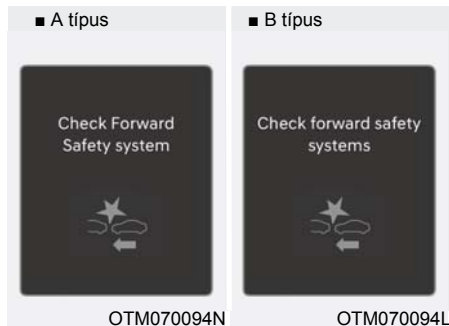 ■ A típus
■ B típus
Check Forward
Safety system
Check forward safety
systems
OTM070094N
OTM070094L